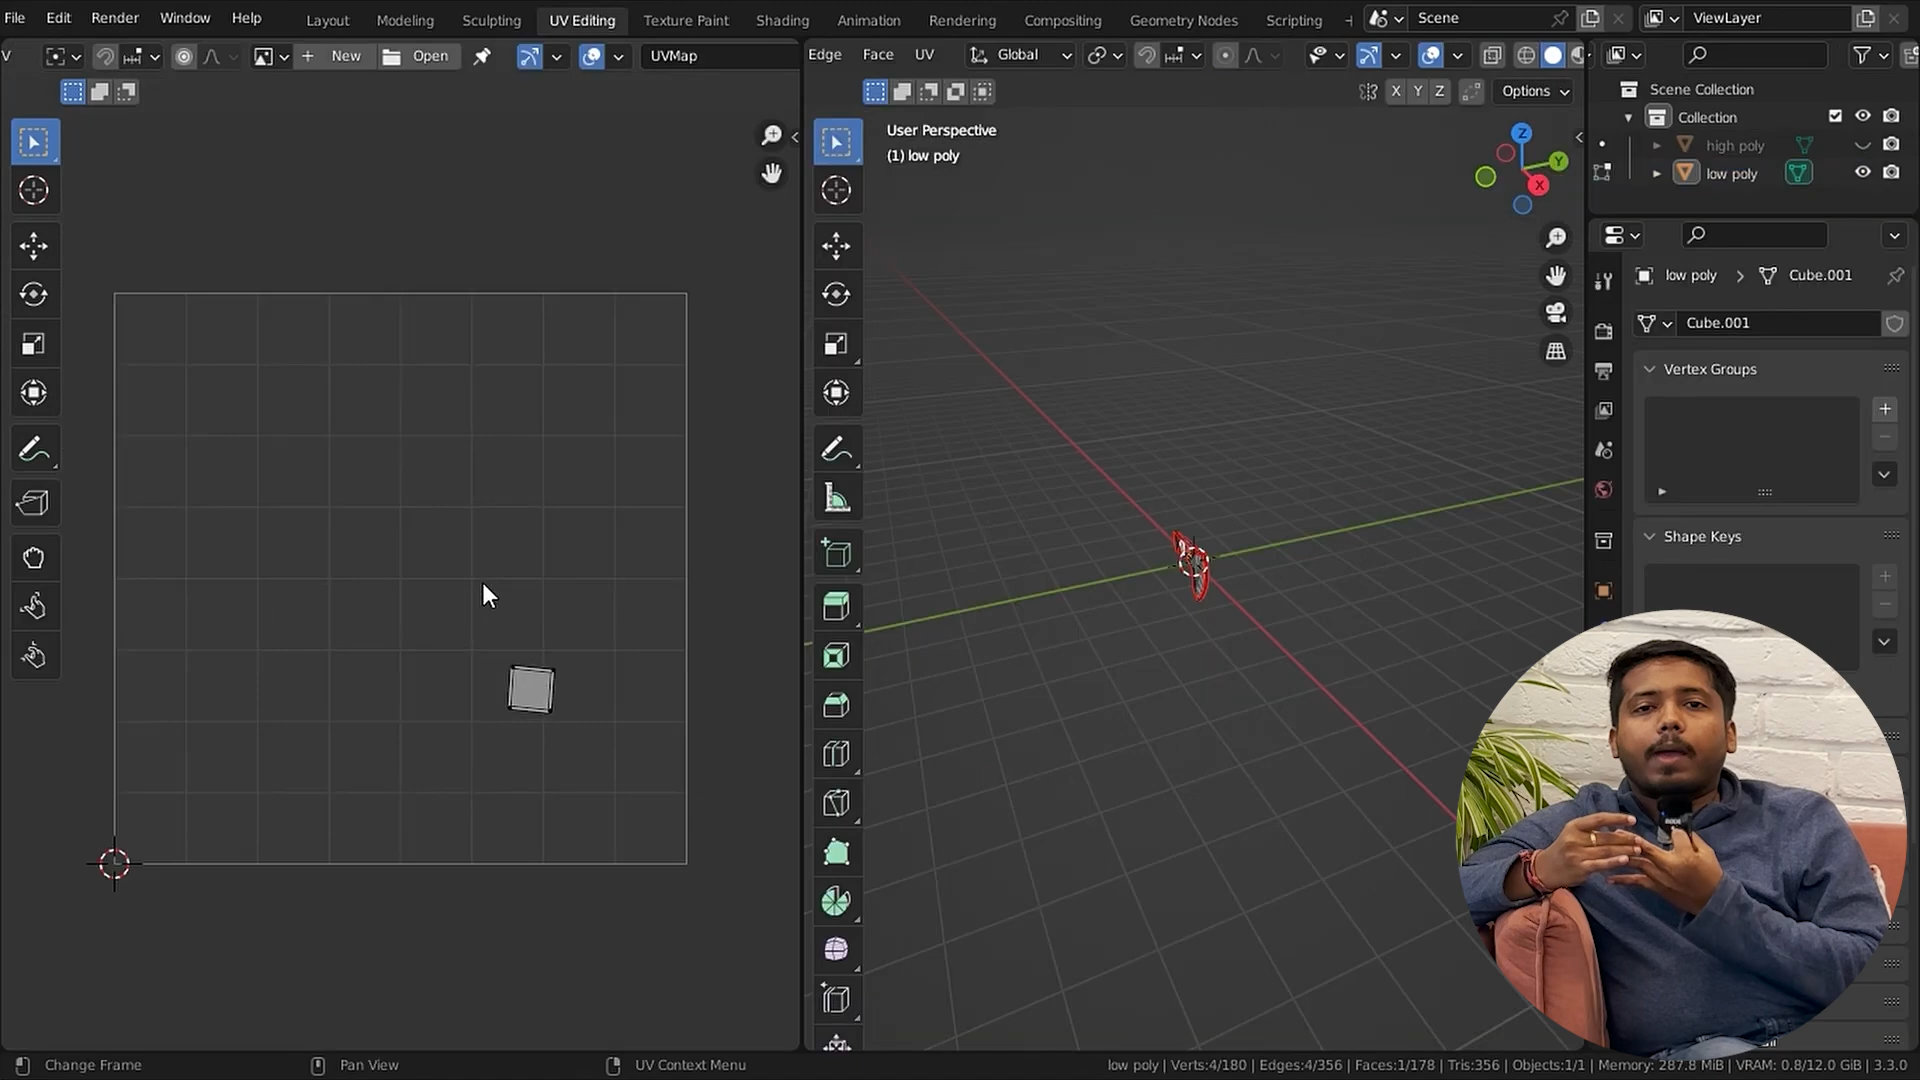 File Edit Render Window Help Layout Modeling Sculpting UV Editing Texture Paint Shading Animation Rendering Compositing Geometry Nodes Scripting Scene ViewLayer
V New Open UVMap Edge Face UV Global
X Y Z Options
Scene Collection
Collection
high poly
low poly
User Perspective
(1) low poly
Z
Y
X
low poly > Cube.001
Cube.001
Vertex Groups
Shape Keys
RODE
Change Frame Pan View UV Context Menu low poly | Verts:4/180 | Edges:4/356 | Faces:1/178 | Tris:356 | Objects:1/1 | Memory: 287.8 MiB | VRAM: 0.8/12.0 GiB | 3.3.0